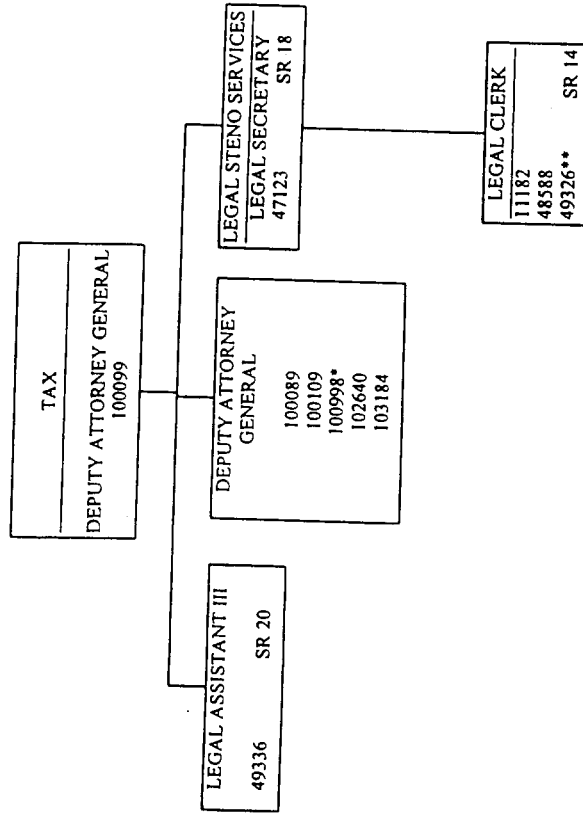 TAX
DEPUTY ATTORNEY GENERAL
100099
LEGAL ASSISTANT III
49336 SR 20
DEPUTY ATTORNEY
GENERAL
100089
100109
100998*
102640
103184
LEGAL STENO SERVICES
LEGAL SECRETARY
47123 SR 18
LEGAL CLERK
11182
48588
49326** SR 14